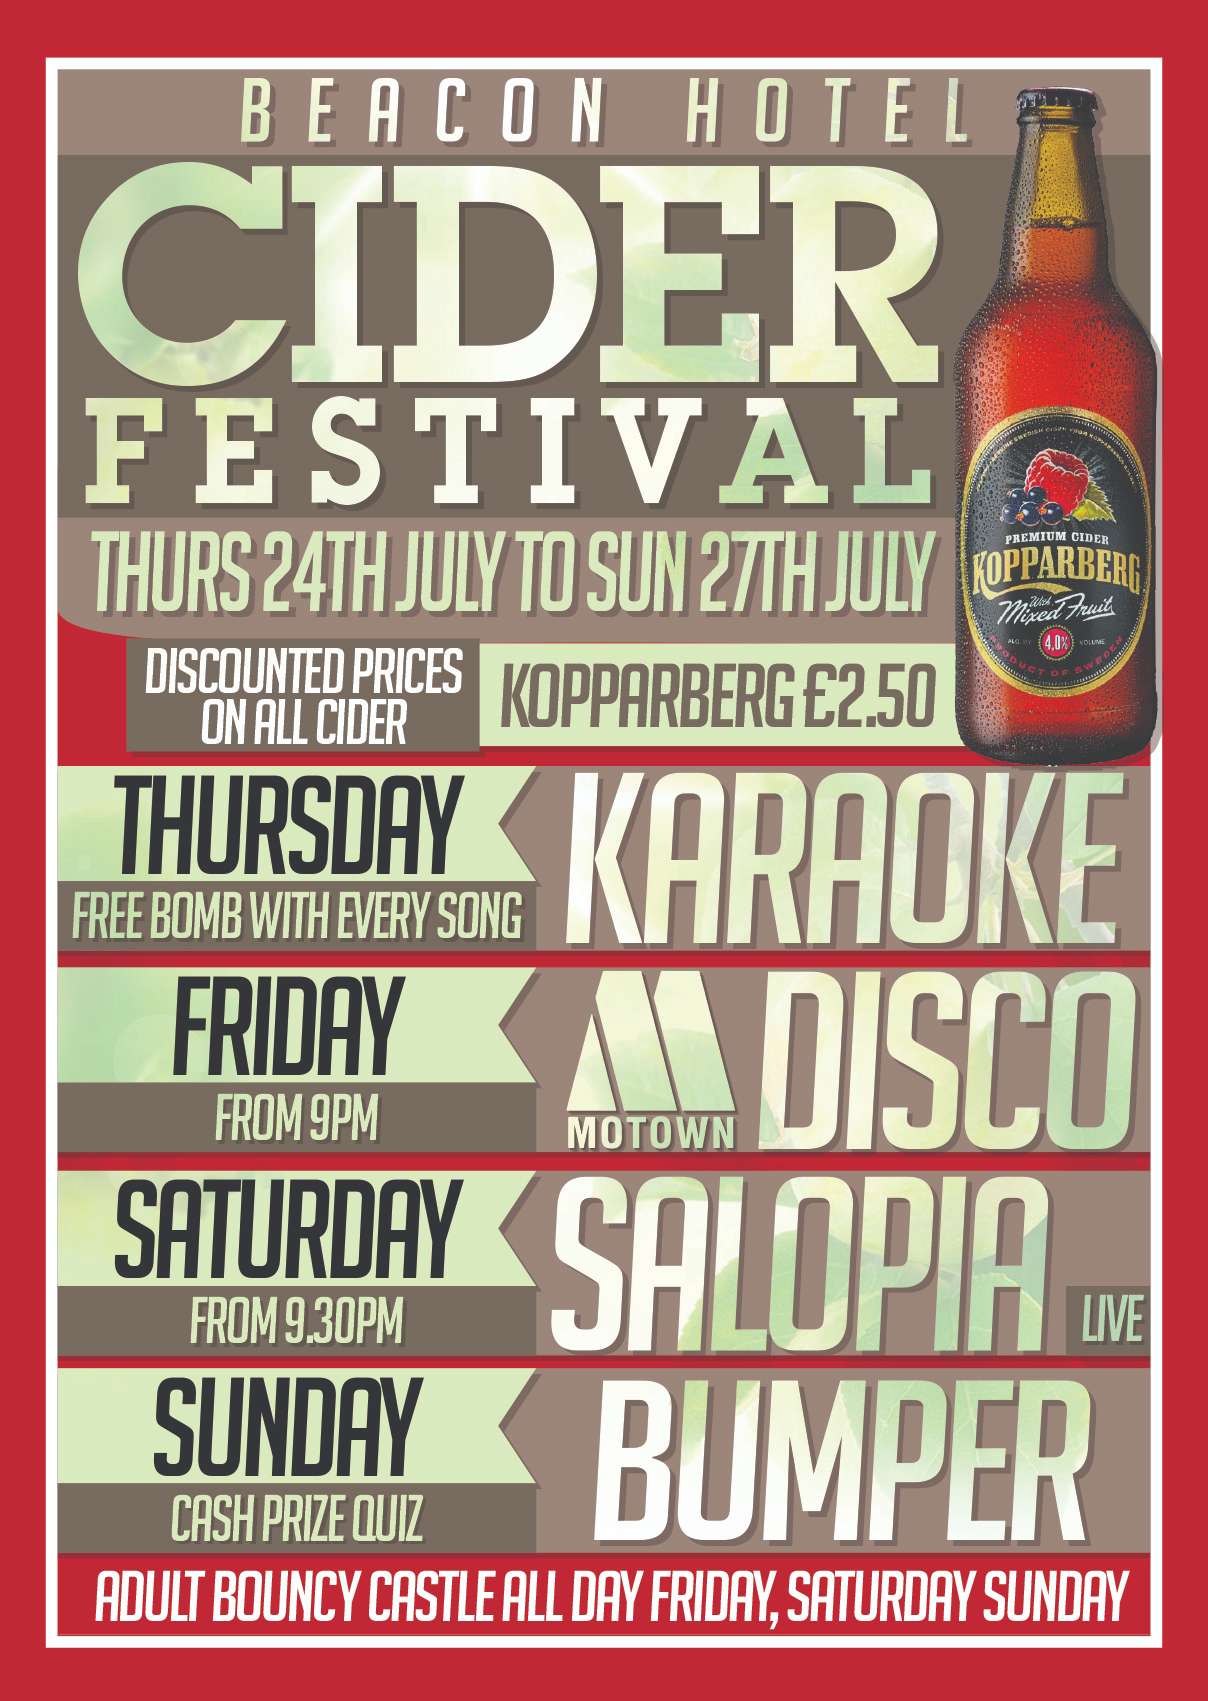 BEACON HOTEL
CIDER
FESTIVAL
THURS 24TH JULY TO SUN 27TH JULY
DISCOUNTED PRICES
ON ALL CIDER
KOPPARBERG £2.50
PREMIUM CIDER
KOPPARBERG
With
Mixed Fruit
ALC. BY 4,0% VOLUME
PRODUCT OF SWEDEN
THURSDAY
FREE BOMB WITH EVERY SONG
KARAOKE
FRIDAY
FROM 9PM
MOTOWN
DISCO
SATURDAY
FROM 9.30PM
SALOPIA
LIVE
SUNDAY
CASH PRIZE QUIZ
BUMPER
ADULT BOUNCY CASTLE ALL DAY FRIDAY, SATURDAY SUNDAY